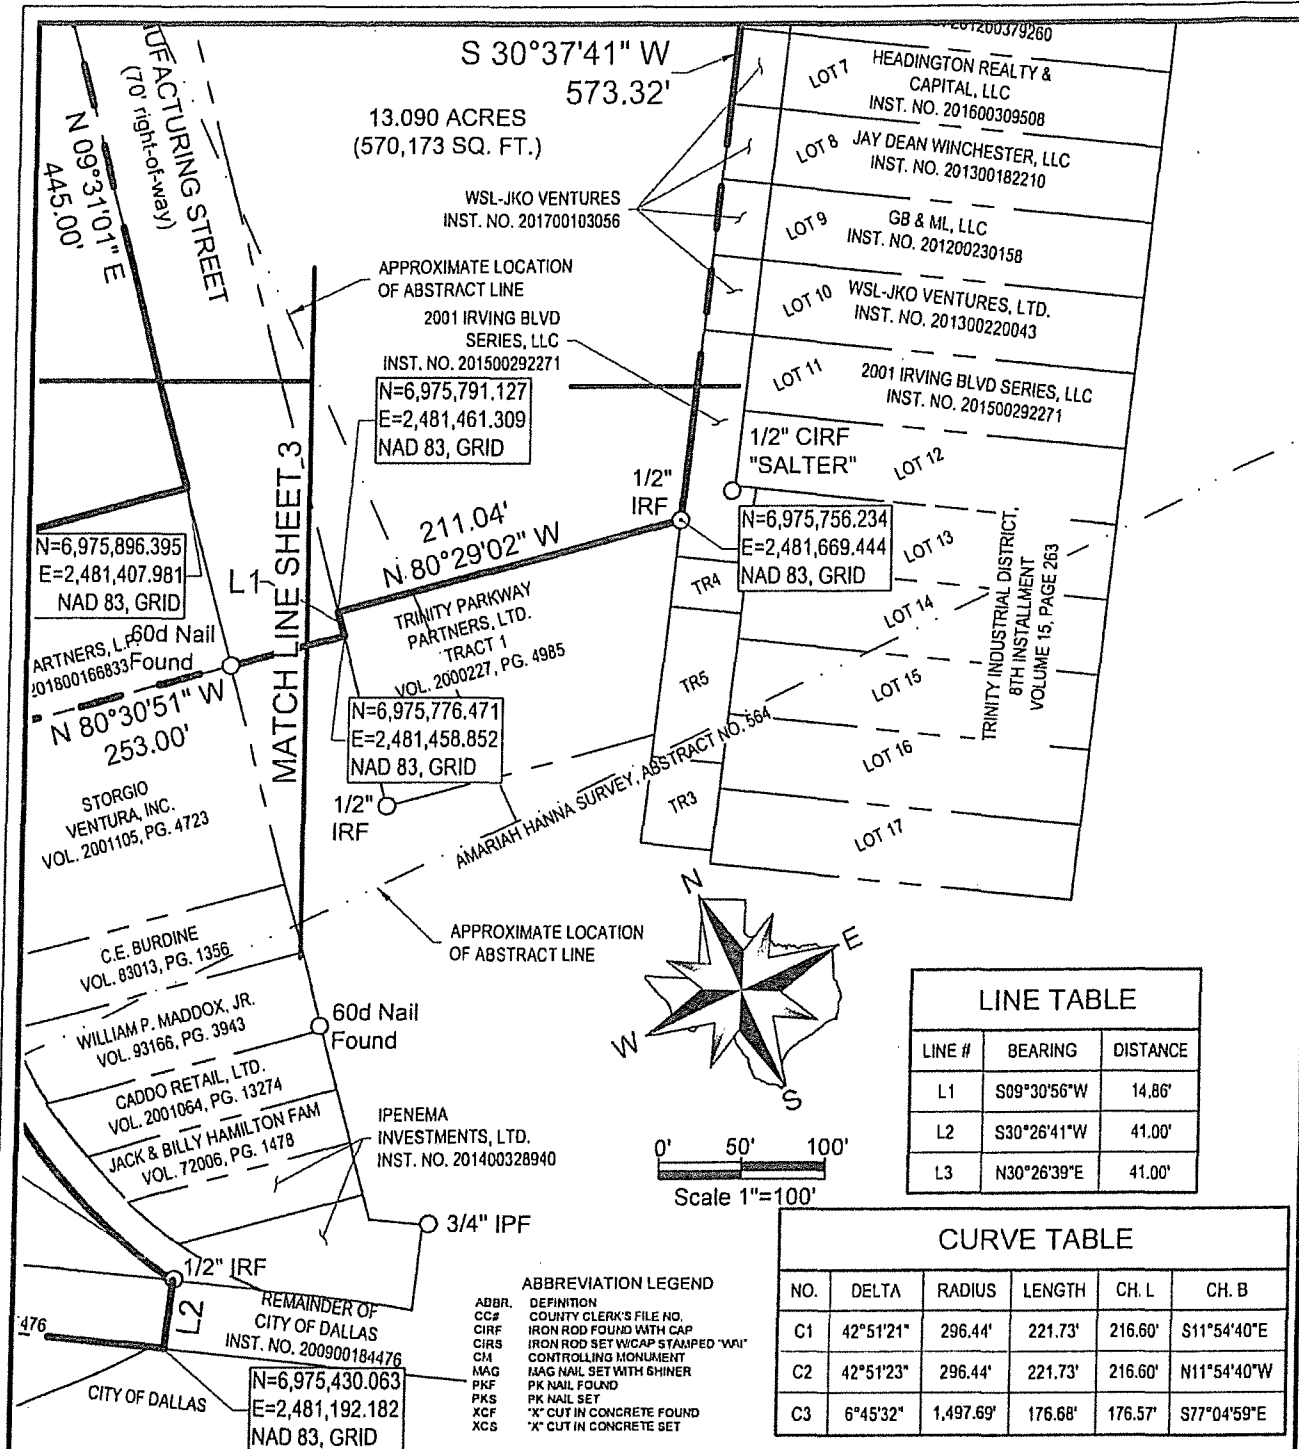 UFACTURING STREET
(70' right-of-way)
N 09°31'01" E
445.00'
S 30°37'41" W
573.32'
13.090 ACRES
(570,173 SQ. FT.)
WSL-JKO VENTURES
INST. NO. 201700103056
APPROXIMATE LOCATION
OF ABSTRACT LINE
2001 IRVING BLVD
SERIES, LLC
INST. NO. 201500292271
N=6,975,791.127
E=2,481,461.309
NAD 83, GRID
LOT 7
HEADINGTON REALTY &
CAPITAL, LLC
INST. NO. 201600309508
LOT 8
JAY DEAN WINCHESTER, LLC
INST. NO. 201300182210
LOT 9
GB & ML, LLC
INST. NO. 201200230158
LOT 10
WSL-JKO VENTURES, LTD.
INST. NO. 201300220043
LOT 11
2001 IRVING BLVD SERIES, LLC
INST. NO. 201500292271
1/2" CIRF
"SALTER"
LOT 12
1/2"
IRF
N=6,975,756.234
E=2,481,669.444
NAD 83, GRID
LOT 13
LOT 14
LOT 15
LOT 16
LOT 17
TRINITY INDUSTRIAL DISTRICT,
8TH INSTALLMENT
VOLUME 15, PAGE 263
TR4
TR5
TR3
MATCH LINE SHEET 3
211.04'
N 80°29'02" W
TRINITY PARKWAY
PARTNERS, LTD.
TRACT 1
VOL. 2000227, PG. 4985
L1
N=6,975,896.395
E=2,481,407.981
NAD 83, GRID
60d Nail
Found
ARTNERS, L.P.
201800166833
N 80°30'51" W
253.00'
N=6,975,776.471
E=2,481,458.852
NAD 83, GRID
1/2"
IRF
AMARIAH HANNA SURVEY, ABSTRACT NO. 564
STORGIO
VENTURA, INC.
VOL. 2001105, PG. 4723
APPROXIMATE LOCATION
OF ABSTRACT LINE
C.E. BURDINE
VOL. 83013, PG. 1356
WILLIAM P. MADDOX, JR.
VOL. 93166, PG. 3943
60d Nail
Found
CADDO RETAIL, LTD.
VOL. 2001064, PG. 13274
JACK & BILLY HAMILTON FAM
VOL. 72006, PG. 1478
IPENEMA
INVESTMENTS, LTD.
INST. NO. 201400328940
3/4" IPF
1/2" IRF
L2
REMAINDER OF
CITY OF DALLAS
INST. NO. 200900184476
476
CITY OF DALLAS
N=6,975,430.063
E=2,481,192.182
NAD 83, GRID
N
E
W
S
0' 50' 100'
Scale 1"=100'
LINE TABLE
LINE # BEARING DISTANCE
L1 S09°30'56"W 14.86'
L2 S30°26'41"W 41.00'
L3 N30°26'39"E 41.00'
CURVE TABLE
NO. DELTA RADIUS LENGTH CH. L CH. B
C1 42°51'21" 296.44' 221.73' 216.60' S11°54'40"E
C2 42°51'23" 296.44' 221.73' 216.60' N11°54'40"W
C3 6°45'32" 1,497.69' 176.68' 176.57' S77°04'59"E
ABBREVIATION LEGEND
ABBR. DEFINITION
CC# COUNTY CLERK'S FILE NO.
CIRF IRON ROD FOUND WITH CAP
CIRS IRON ROD SET W/CAP STAMPED "WAI"
CM CONTROLLING MONUMENT
MAG MAG NAIL SET WITH SHINER
PKF PK NAIL FOUND
PKS PK NAIL SET
XCF "X" CUT IN CONCRETE FOUND
XCS "X" CUT IN CONCRETE SET